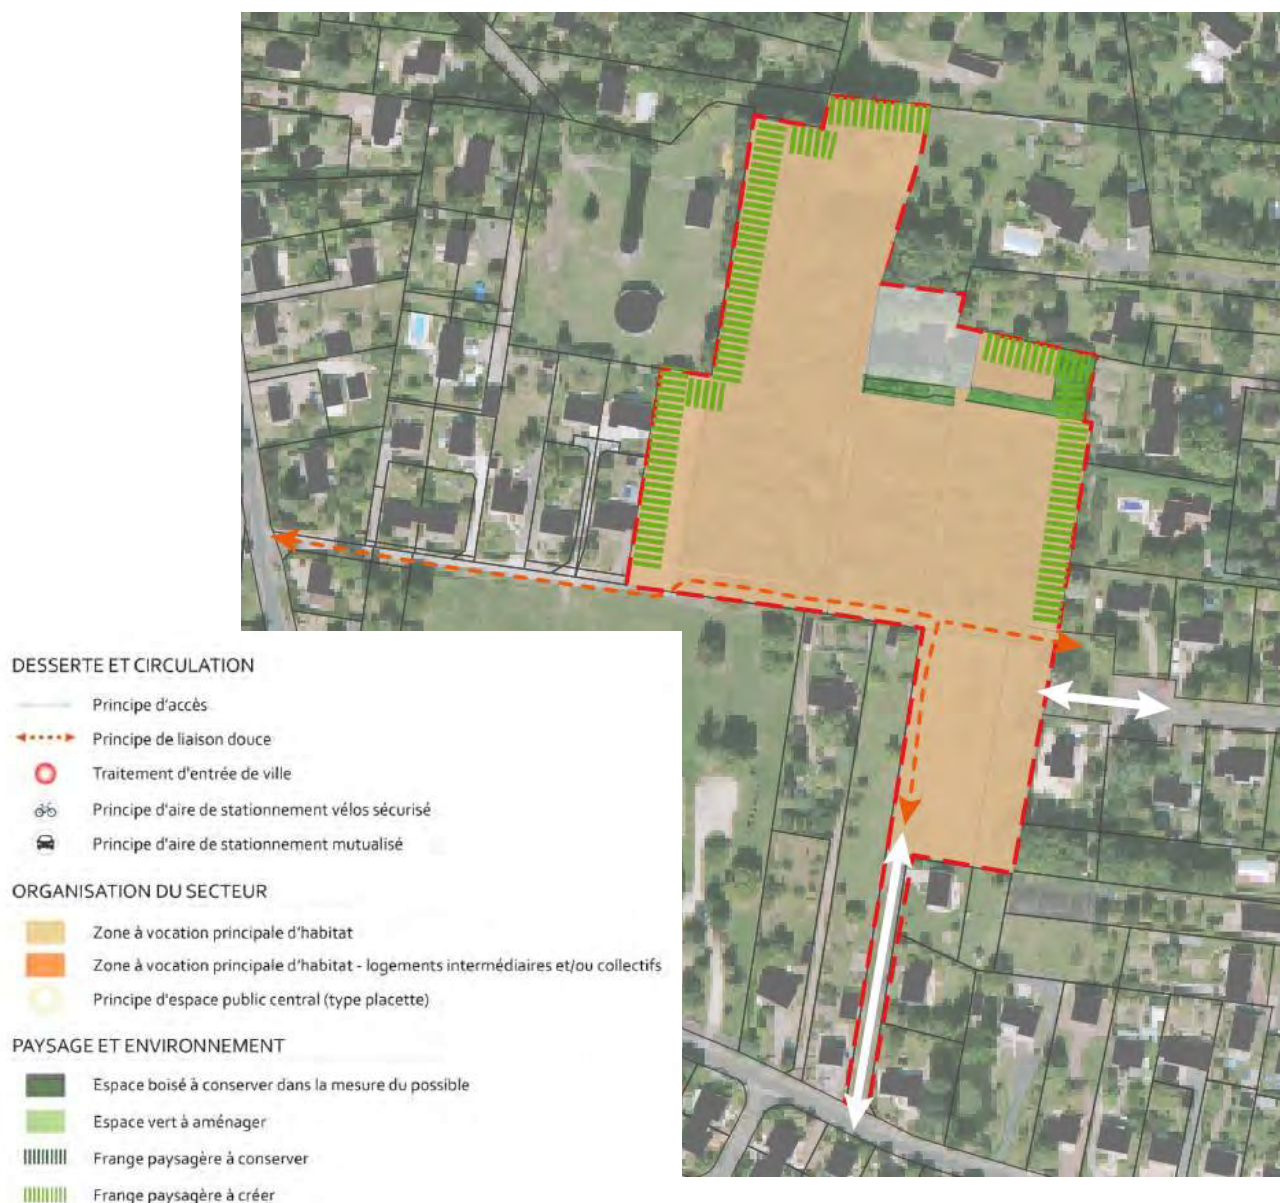 DESSERTE ET CIRCULATION
Principe d'accès
Principe de liaison douce
Traitement d'entrée de ville
Principe d'aire de stationnement vélos sécurisé
Principe d'aire de stationnement mutualisé
ORGANISATION DU SECTEUR
Zone à vocation principale d'habitat
Zone à vocation principale d'habitat - logements intermédiaires et/ou collectifs
Principe d'espace public central (type placette)
PAYSAGE ET ENVIRONNEMENT
Espace boisé à conserver dans la mesure du possible
Espace vert à aménager
Frange paysagère à conserver
Frange paysagère à créer